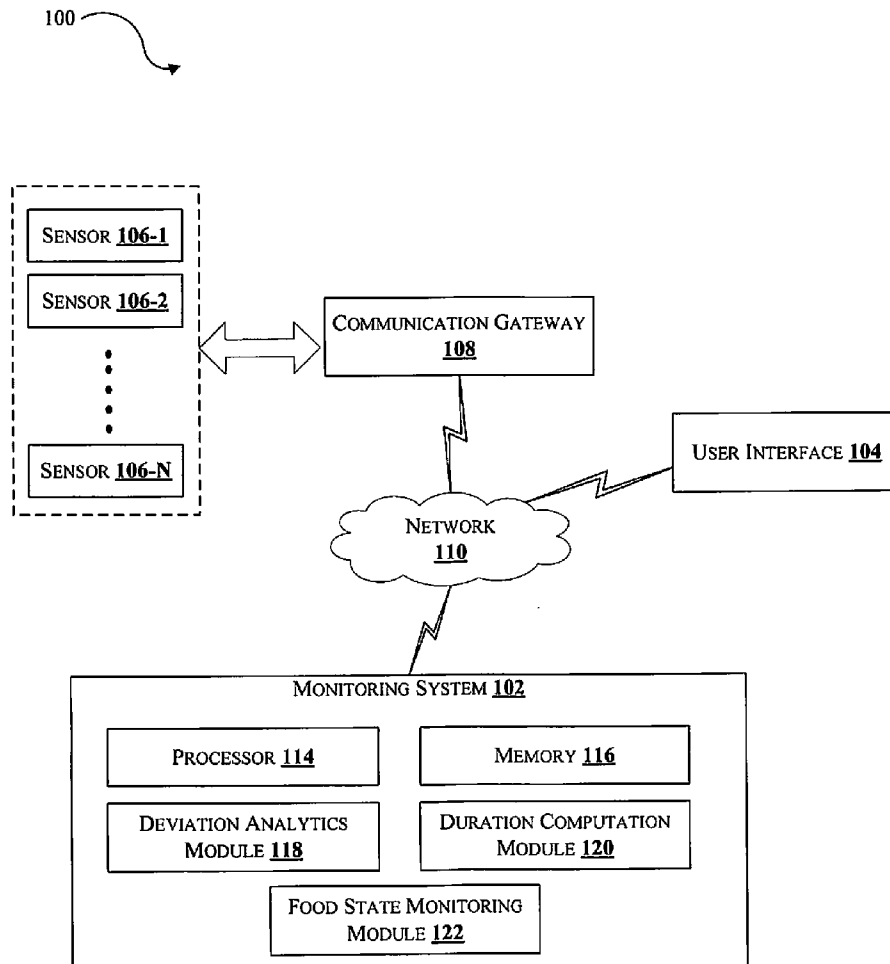 100
SENSOR 106-1
SENSOR 106-2
SENSOR 106-N
COMMUNICATION GATEWAY
108
USER INTERFACE 104
NETWORK
110
MONITORING SYSTEM 102
PROCESSOR 114
MEMORY 116
DEVIATION ANALYTICS
MODULE 118
DURATION COMPUTATION
MODULE 120
FOOD STATE MONITORING
MODULE 122